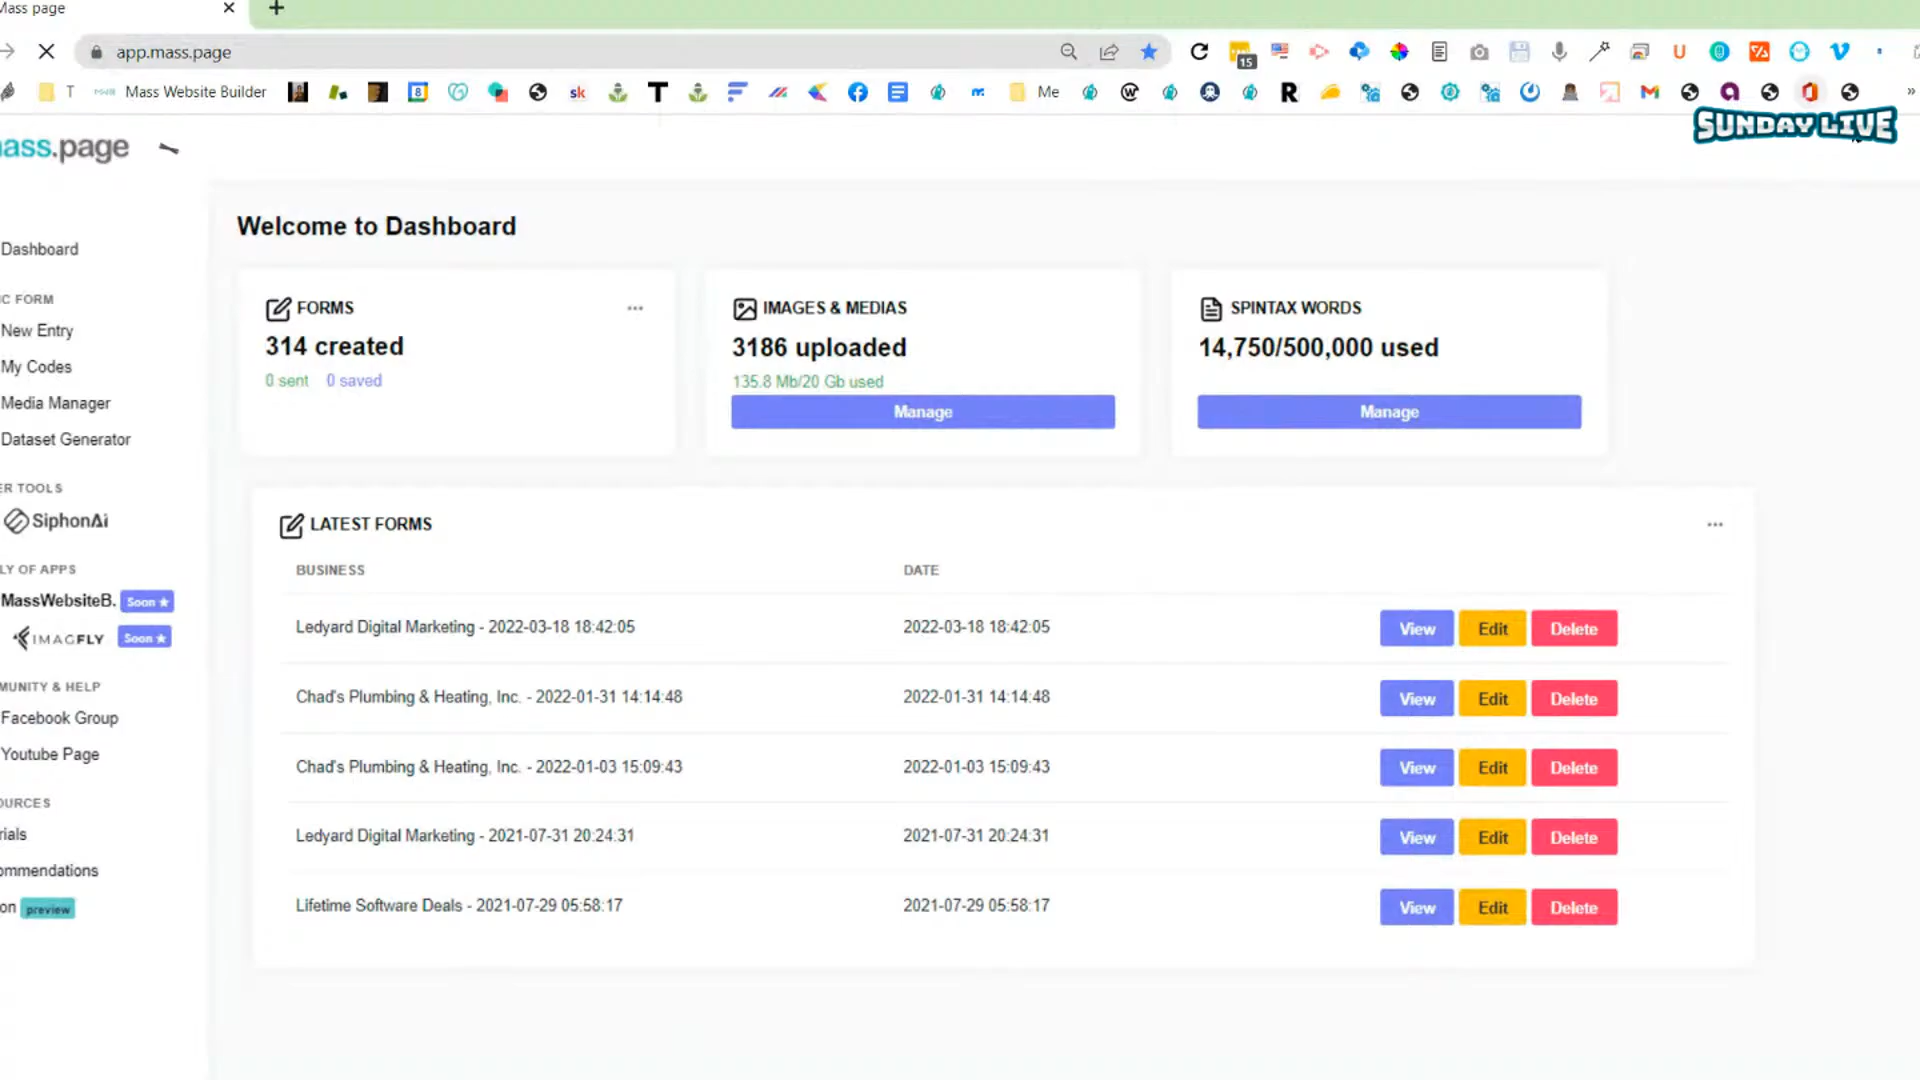 Mass page
app.mass.page
15
T
Mass Website Builder
8
sk
T
Me
R
SUNDAY LIVE
ass.page
Welcome to Dashboard
Dashboard
C FORM
New Entry
My Codes
Media Manager
Dataset Generator
ER TOOLS
SiphonAi
LY OF APPS
MassWebsiteB. Soon ★
IMAGFLY Soon ★
MUNITY & HELP
Facebook Group
Youtube Page
OURCES
rials
ommendations
on preview
FORMS ...
314 created
0 sent 0 saved
IMAGES & MEDIAS
3186 uploaded
135.8 Mb/20 Gb used
Manage
SPINTAX WORDS
14,750/500,000 used
Manage
LATEST FORMS ...
BUSINESS DATE
Ledyard Digital Marketing - 2022-03-18 18:42:05 2022-03-18 18:42:05 View Edit Delete
Chad's Plumbing & Heating, Inc. - 2022-01-31 14:14:48 2022-01-31 14:14:48 View Edit Delete
Chad's Plumbing & Heating, Inc. - 2022-01-03 15:09:43 2022-01-03 15:09:43 View Edit Delete
Ledyard Digital Marketing - 2021-07-31 20:24:31 2021-07-31 20:24:31 View Edit Delete
Lifetime Software Deals - 2021-07-29 05:58:17 2021-07-29 05:58:17 View Edit Delete